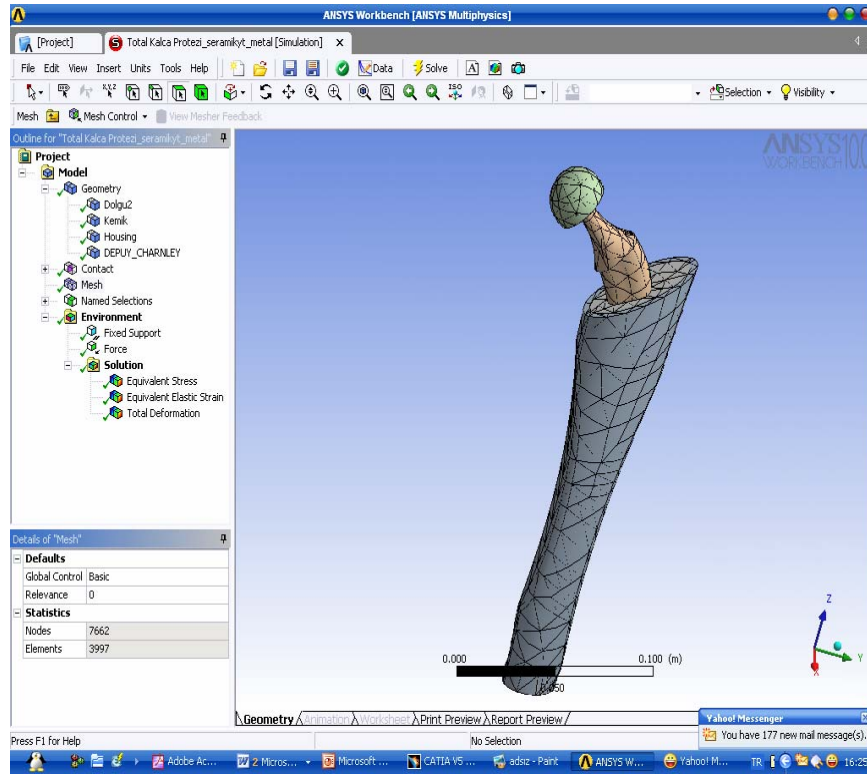 ANSYS Workbench [ANSYS Multiphysics]
[Project] Total Kalca Protezi_seramikyt_metal [Simulation]
File Edit View Insert Units Tools Help Data Solve
Selection Visibility
Mesh Mesh Control View Mesher Feedback
Outline for "Total Kalca Protezi_seramikyt_metal"
ANSYS 10.0
WORKBENCH
Project
Model
Geometry
Dolgu2
Kemik
Housing
DEPUY_CHARNLEY
Contact
Mesh
Named Selections
Environment
Fixed Support
Force
Solution
Equivalent Stress
Equivalent Elastic Strain
Total Deformation
Details of "Mesh"
Defaults
Global Control Basic
Relevance 0
Statistics
Nodes 7662
Elements 3997
0.000 0.100 (m)
0.050
Z
Y
X
Geometry Animation Worksheet Print Preview Report Preview
Yahoo! Messenger
You have 177 new mail message(s).
Press F1 for Help No Selection
Adobe Ac... 2 Micros... Microsoft ... CATIA V5 ... adsız - Paint ANSYS W... Yahoo! M... TR